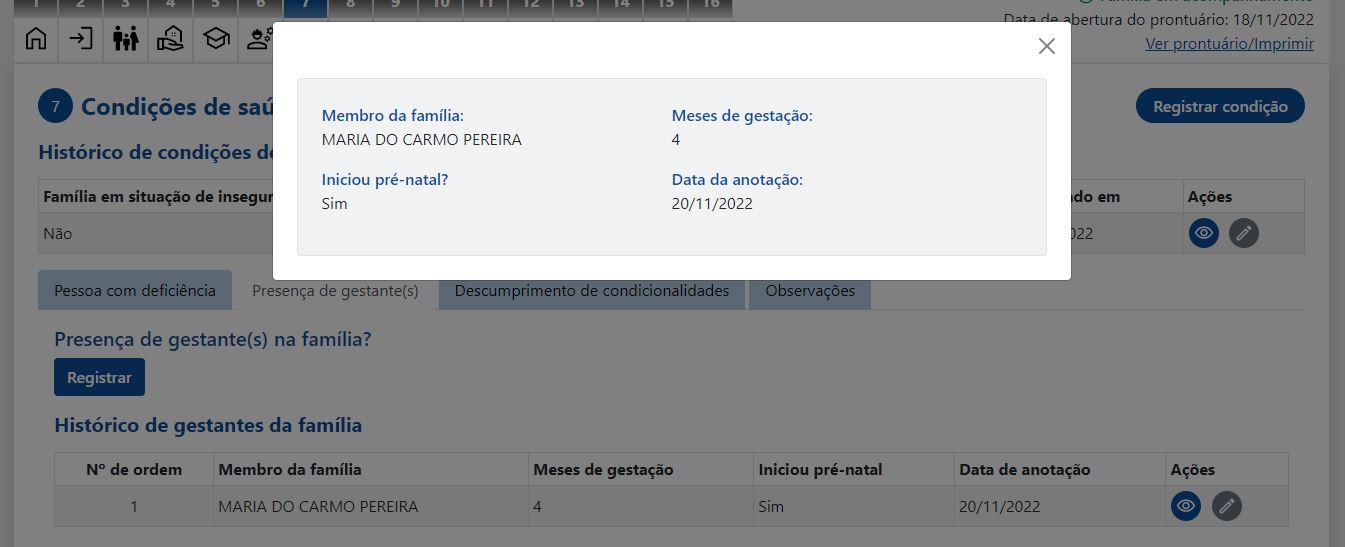 1 2 3 4 5 6 7 8 9 10 11 12 13 14 15 16
Família em acompanhamento
Data de abertura do prontuário: 18/11/2022
Ver prontuário/Imprimir
Membro da família:
MARIA DO CARMO PEREIRA
Meses de gestação:
4
Iniciou pré-natal?
Sim
Data da anotação:
20/11/2022
7
Condições de saú
Registrar condição
Histórico de condições de
Família em situação de insegur
do em
Ações
Não
022
Pessoa com deficiência
Presença de gestante(s)
Descumprimento de condicionalidades
Observações
Presença de gestante(s) na família?
Registrar
Histórico de gestantes da família
Nº de ordem Membro da família Meses de gestação Iniciou pré-natal Data de anotação Ações
1 MARIA DO CARMO PEREIRA 4 Sim 20/11/2022